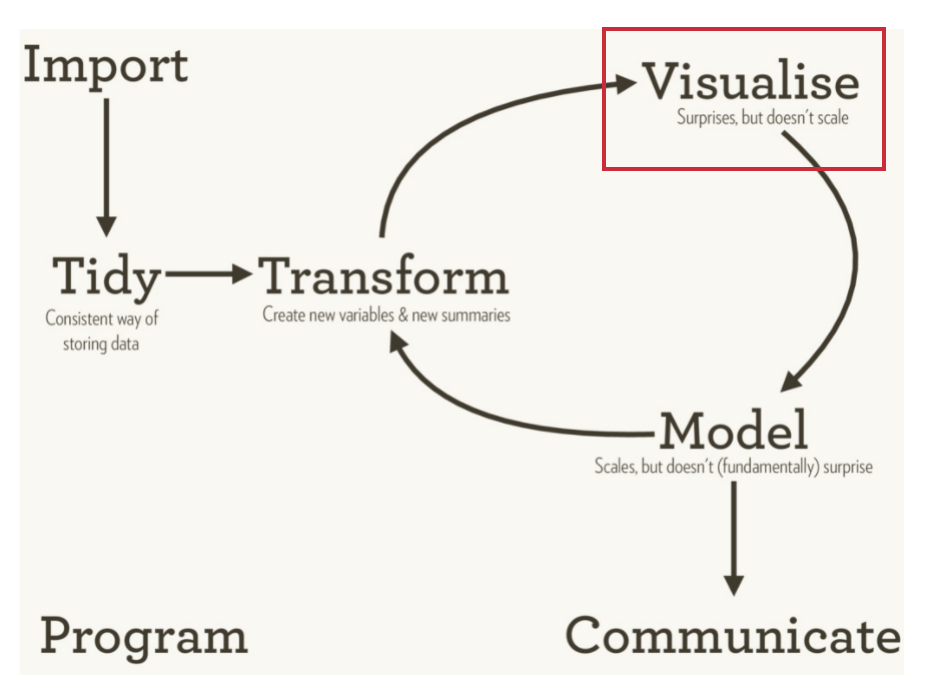 Import
Visualise
Surprises, but doesn't scale
Tidy
Consistent way of
storing data
Transform
Create new variables & new summaries
Model
Scales, but doesn't (fundamentally) surprise
Program
Communicate